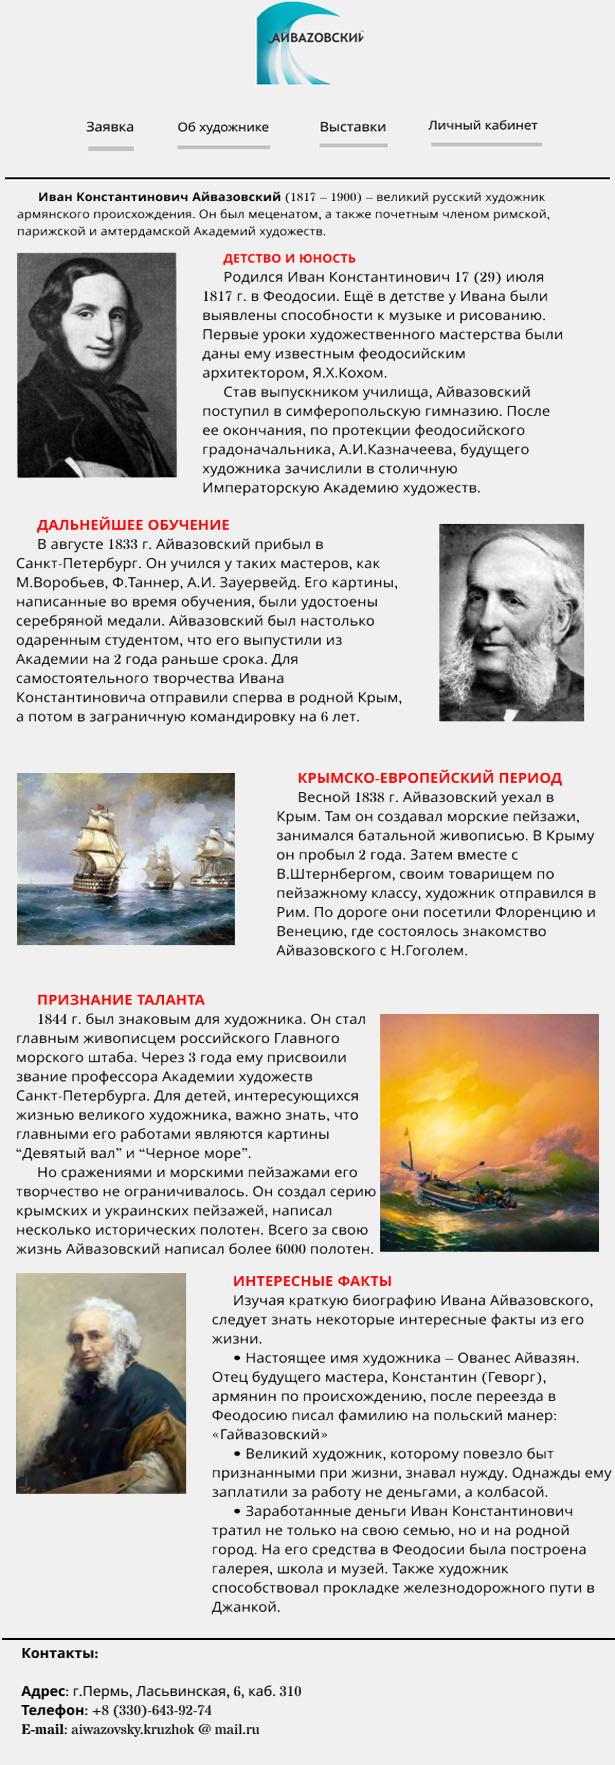 АЙВАZОВСКИЙ
Заявка
Об художнике
Выставки
Личный кабинет
Иван Константинович Айвазовский (1817 – 1900) – великий русский художник
армянского происхождения. Он был меценатом, а также почетным членом римской,
парижской и амтердамской Академий художеств.
ДЕТСТВО И ЮНОСТЬ
Родился Иван Константинович 17 (29) июля
1817 г. в Феодосии. Ещё в детстве у Ивана были
выявлены способности к музыке и рисованию.
Первые уроки художественного мастерства были
даны ему известным феодосийским
архитектором, Я.Х.Кохом.
Став выпускником училища, Айвазовский
поступил в симферопольскую гимназию. После
ее окончания, по протекции феодосийского
градоначальника, А.И.Казначеева, будущего
художника зачислили в столичную
Императорскую Академию художеств.
ДАЛЬНЕЙШЕЕ ОБУЧЕНИЕ
В августе 1833 г. Айвазовский прибыл в
Санкт-Петербург. Он учился у таких мастеров, как
М.Воробьев, Ф.Таннер, А.И. Зауервейд. Его картины,
написанные во время обучения, были удостоены
серебряной медали. Айвазовский был настолько
одаренным студентом, что его выпустили из
Академии на 2 года раньше срока. Для
самостоятельного творчества Ивана
Константиновича отправили сперва в родной Крым,
а потом в заграничную командировку на 6 лет.
КРЫМСКО-ЕВРОПЕЙСКИЙ ПЕРИОД
Весной 1838 г. Айвазовский уехал в
Крым. Там он создавал морские пейзажи,
занимался батальной живописью. В Крыму
он пробыл 2 года. Затем вместе с
В.Штернбергом, своим товарищем по
пейзажному классу, художник отправился в
Рим. По дороге они посетили Флоренцию и
Венецию, где состоялось знакомство
Айвазовского с Н.Гоголем.
ПРИЗНАНИЕ ТАЛАНТА
1844 г. был знаковым для художника. Он стал
главным живописцем российского Главного
морского штаба. Через 3 года ему присвоили
звание профессора Академии художеств
Санкт-Петербурга. Для детей, интересующихся
жизнью великого художника, важно знать, что
главными его работами являются картины
“Девятый вал” и “Черное море”.
Но сражениями и морскими пейзажами его
творчество не ограничивалось. Он создал серию
крымских и украинских пейзажей, написал
несколько исторических полотен. Всего за свою
жизнь Айвазовский написал более 6000 полотен.
ИНТЕРЕСНЫЕ ФАКТЫ
Изучая краткую биографию Ивана Айвазовского,
следует знать некоторые интересные факты из его
жизни.
• Настоящее имя художника – Ованес Айвазян.
Отец будущего мастера, Константин (Геворг),
армянин по происхождению, после переезда в
Феодосию писал фамилию на польский манер:
«Гайвазовский»
• Великий художник, которому повезло быт
признанными при жизни, знавал нужду. Однажды ему
заплатили за работу не деньгами, а колбасой.
• Заработанные деньги Иван Константинович
тратил не только на свою семью, но и на родной
город. На его средства в Феодосии была построена
галерея, школа и музей. Также художник
способствовал прокладке железнодорожного пути в
Джанкой.
Контакты:
Адрес: г.Пермь, Ласьвинская, 6, каб. 310
Телефон: +8 (330)-643-92-74
E-mail: aiwazovsky.kruzhok @ mail.ru